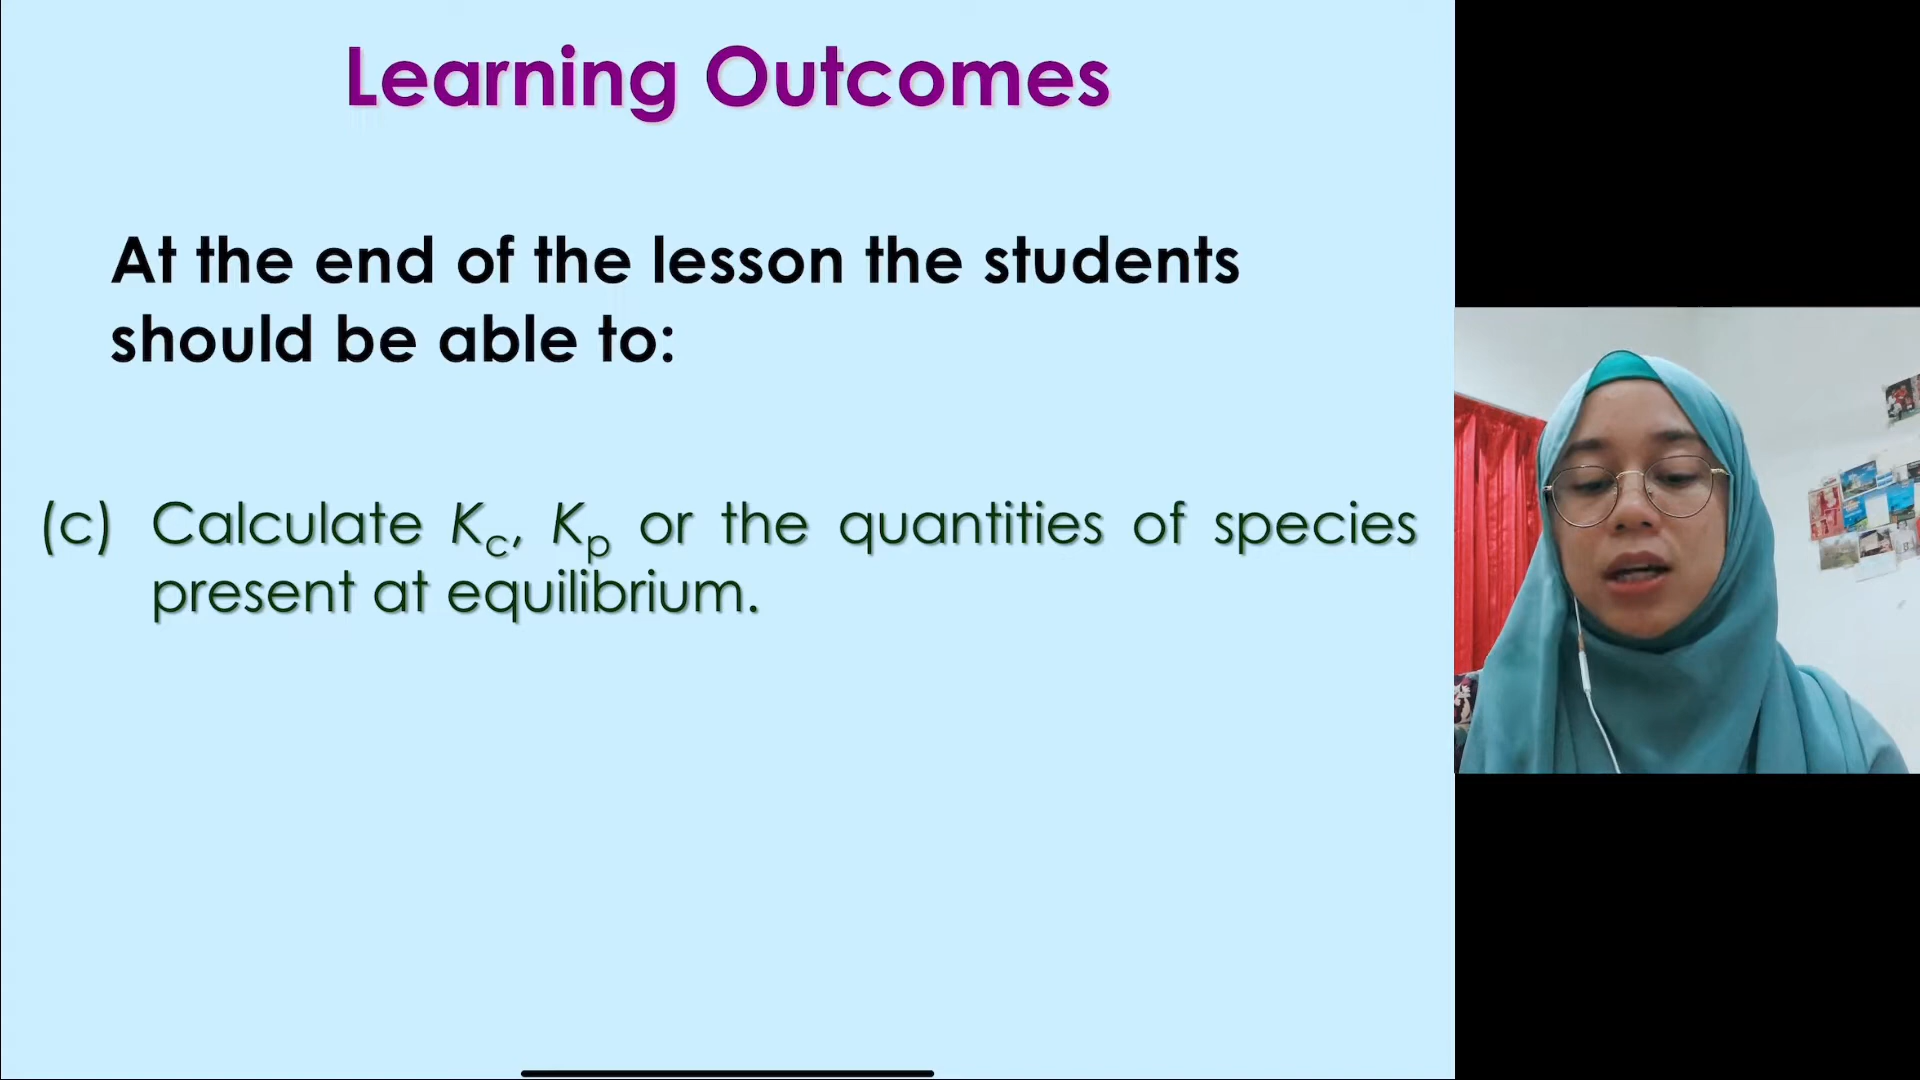 Learning Outcomes
At the end of the lesson the students
should be able to:
(c) Calculate Kc, Kp or the quantities of species
present at equilibrium.